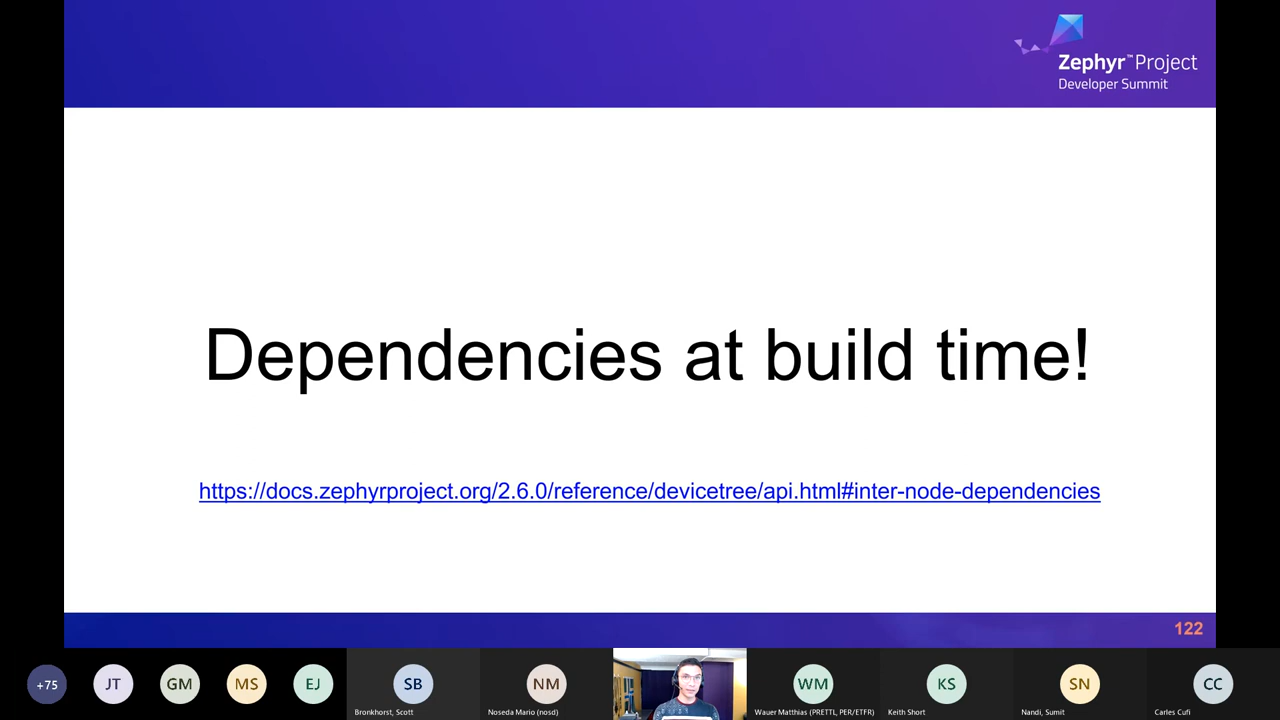 Zephyr™Project
Developer Summit
Dependencies at build time!
https://docs.zephyrproject.org/2.6.0/reference/devicetree/api.html#inter-node-dependencies
122
+75
JT
GM
MS
EJ
SB
NM
WM
KS
SN
CC
Bronkhorst, Scott
Noseda Mario (nosd)
Wauer Matthias (PRETTL, PER/ETFR)
Keith Short
Nandi, Sumit
Carles Cufi